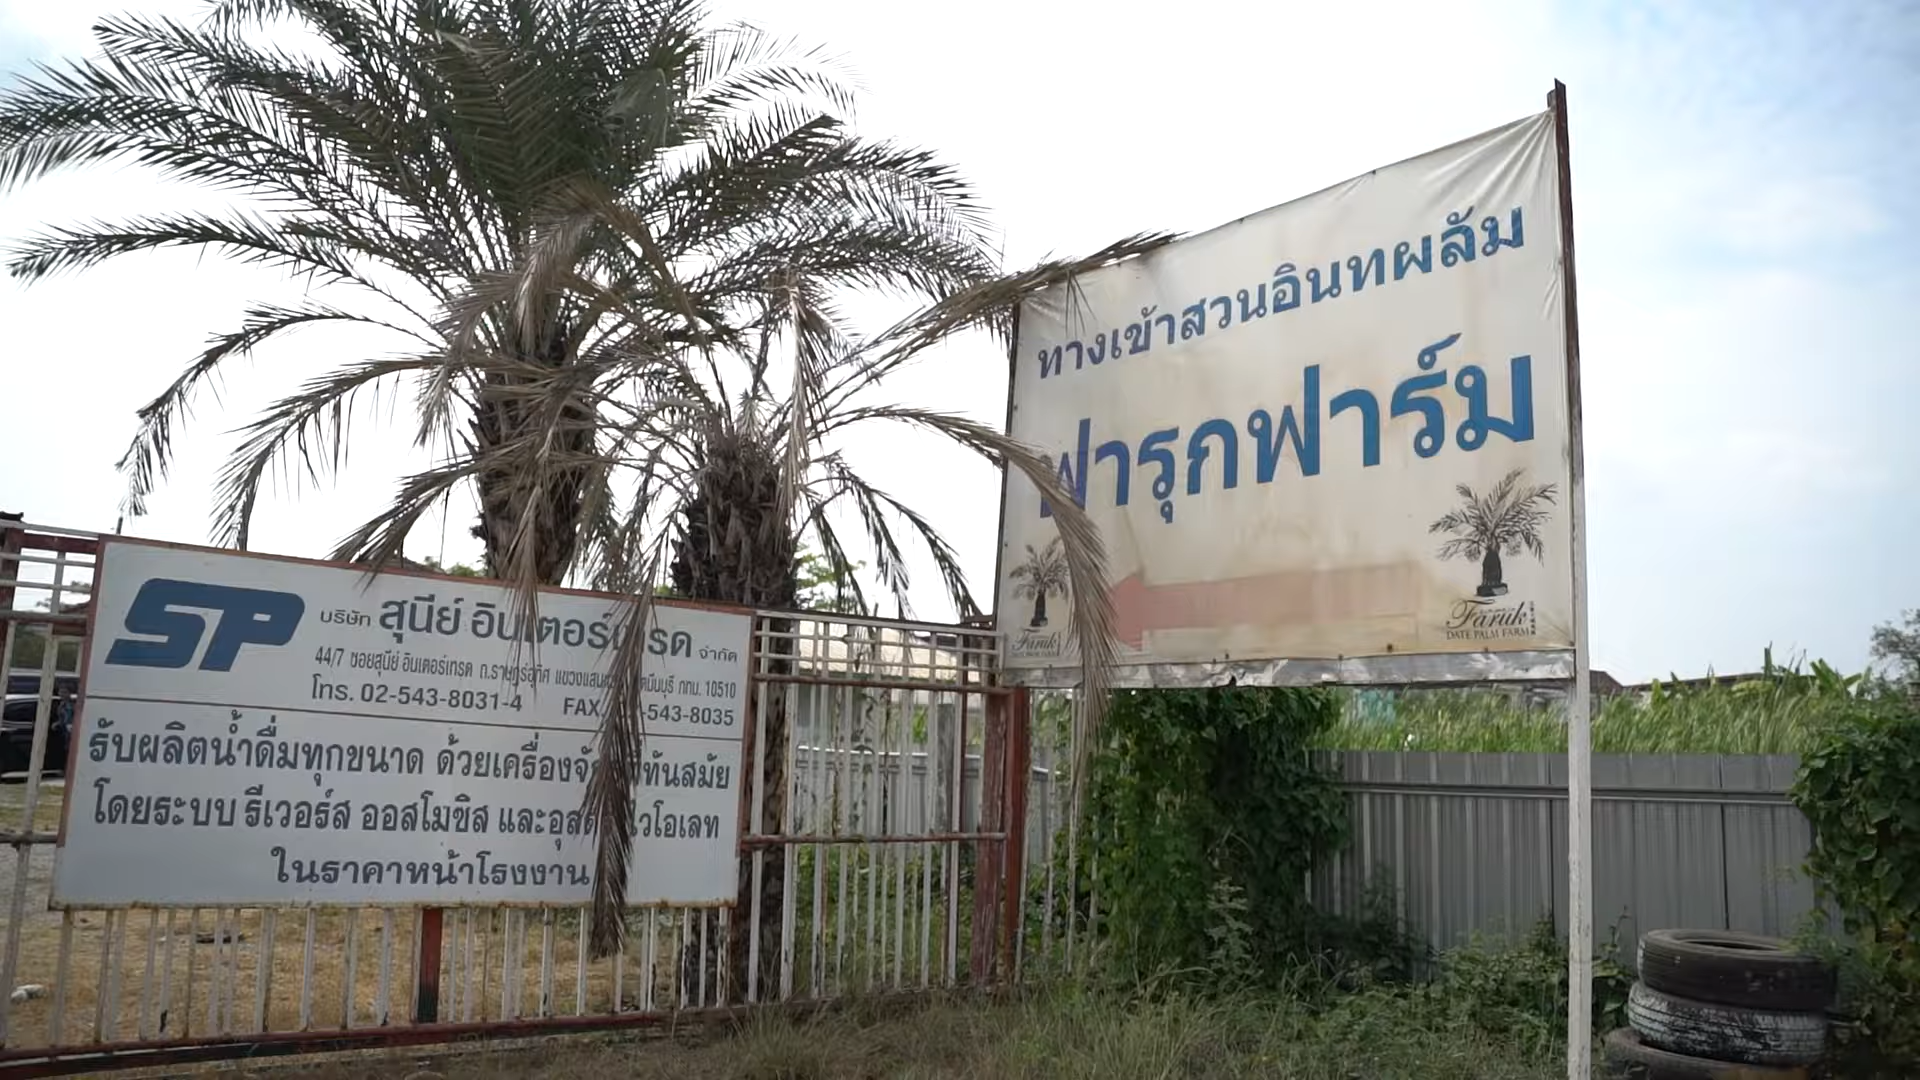 ทางเข้าสวนอินทผลัม
ฟารุกฟาร์ม
Faruk
DATE PALM FARM
Faruk
SP
บริษัท สุนีย์ อินเตอร์เทรด จำกัด
44/7 ซอยสุนีย์ อินเตอร์เทรด ถ.ราษฎร์อุทิศ แขวงแสนแสบ เขตมีนบุรี กทม. 10510
โทร. 02-543-8031-4 FAX -543-8035
รับผลิตน้ำดื่มทุกขนาด ด้วยเครื่องจักรที่ทันสมัย
โดยระบบ รีเวอร์ส ออสโมซิส และอุลตร้าไวโอเลท
ในราคาหน้าโรงงาน